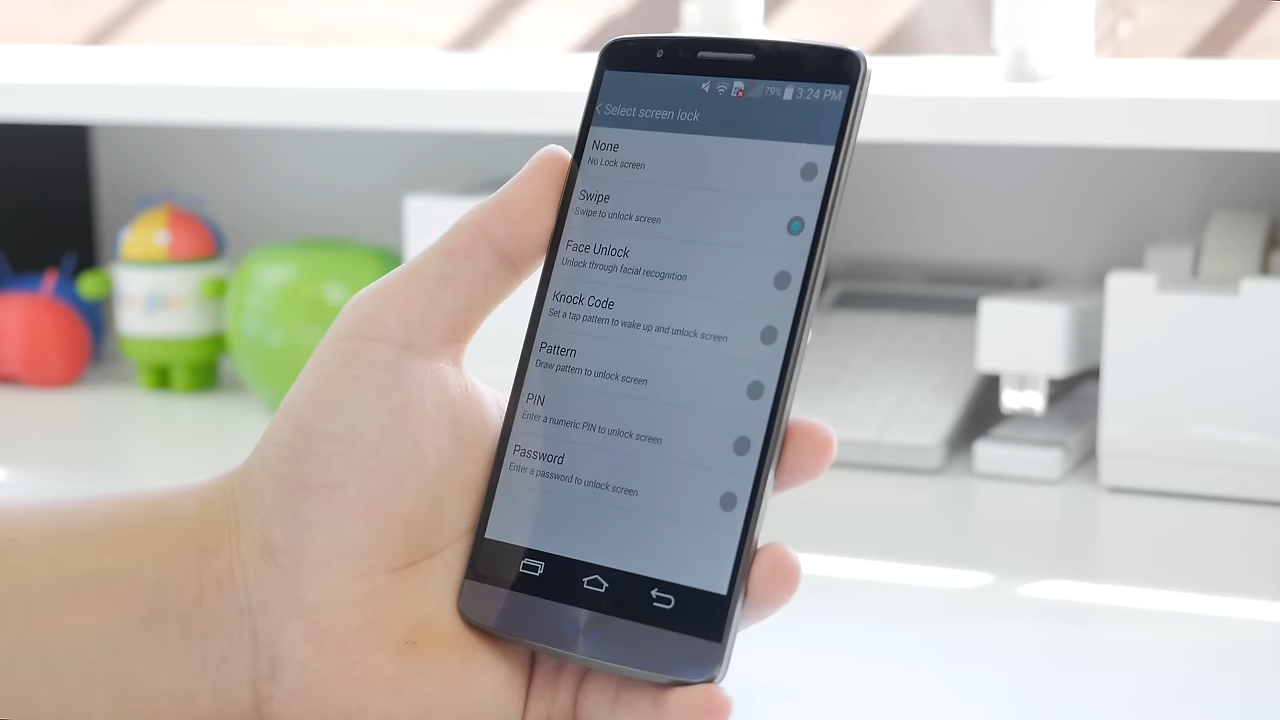 79% 3:24 PM
Select screen lock
None
No Lock screen
Swipe
Swipe to unlock screen
Face Unlock
Unlock through facial recognition
Knock Code
Set a tap pattern to wake up and unlock screen
Pattern
Draw pattern to unlock screen
PIN
Enter a numeric PIN to unlock screen
Password
Enter a password to unlock screen